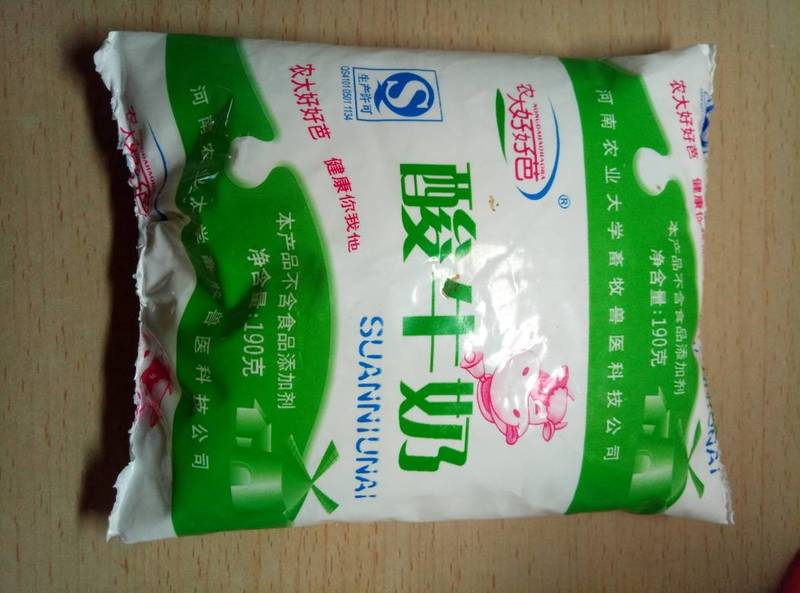 农大好好芭 健康你我他
QS4101 0501 1134
生产许可
农大好好芭
NONGDAHAOHAOBA
®
酸牛奶
SUANNIUNAI
河南农业大学畜牧兽医科技公司
本产品不含食品添加剂
净含量:190克
河南农业大学畜牧兽医科技公司
本产品不含食品添加剂
净含量:190克
农大好好芭 健康你